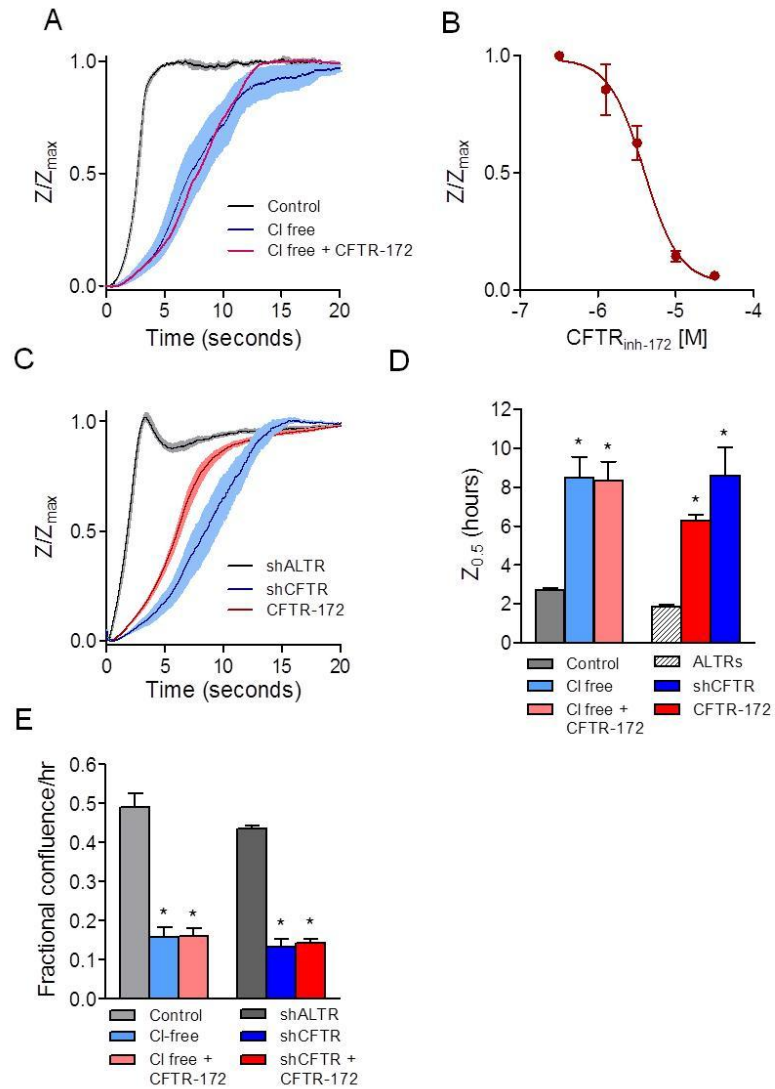 A
Z/Zmax
1.0
0.5
0.0
Control
Cl free
Cl free + CFTR-172
0 5 10 15 20
Time (seconds)
B
Z/Zmax
1.0
0.5
0.0
-7 -6 -5 -4
CFTRinh-172 [M]
C
Z/Zmax
1.0
0.5
0.0
shALTR
shCFTR
CFTR-172
0 5 10 15 20
Time (seconds)
D
Z0.5 (hours)
12
10
8
6
4
2
0
* *
*
*
Control
Cl free
Cl free +
CFTR-172
ALTRs
shCFTR
CFTR-172
E
Fractional confluence/hr
0.6
0.5
0.4
0.3
0.2
0.1
0.0
* *
* *
Control
Cl-free
Cl free +
CFTR-172
shALTR
shCFTR
shCFTR +
CFTR-172